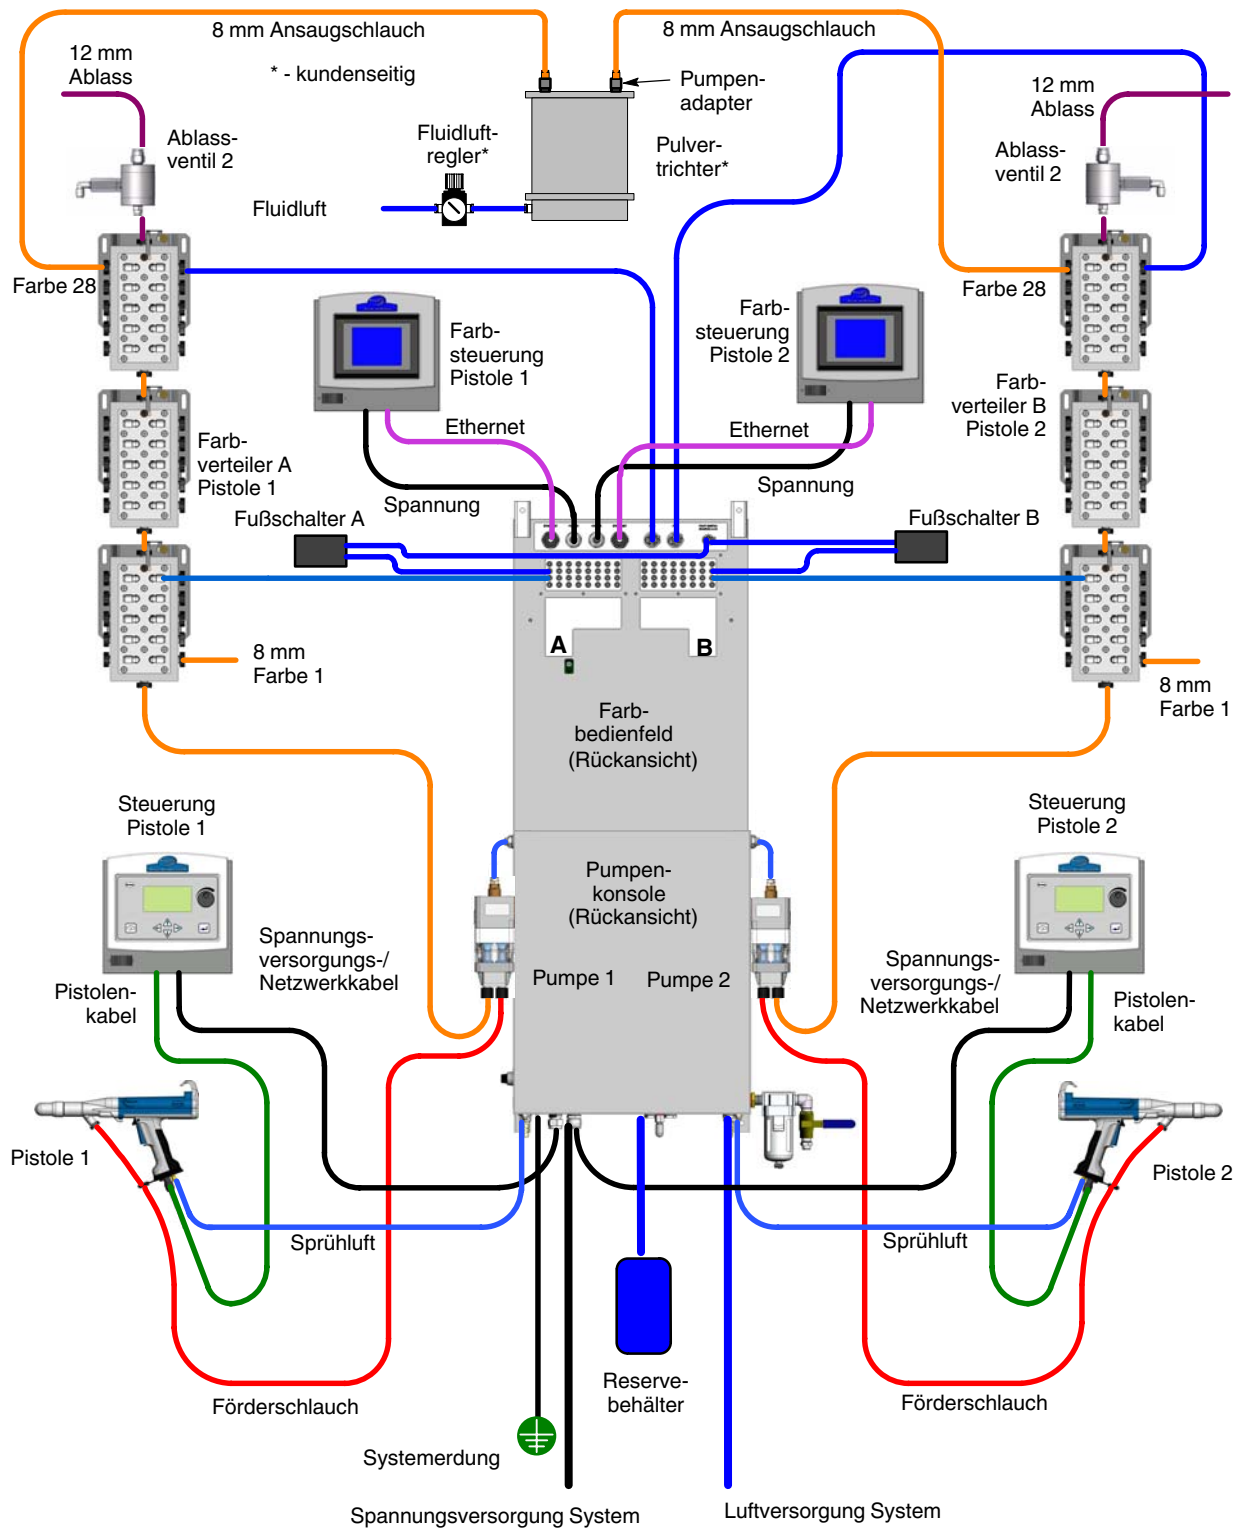 8 mm Ansaugschlauch
8 mm Ansaugschlauch
* - kundenseitig
12 mm
Ablass
Pumpen-
adapter
12 mm
Ablass
Ablass-
ventil 2
Fluidluft-
regler*
Pulver-
trichter*
Ablass-
ventil 2
Fluidluft
Farbe 28
Farbe 28
Farb-
steuerung
Pistole 1
Farb-
steuerung
Pistole 2
Farb-
verteiler A
Pistole 1
Ethernet
Ethernet
Farb-
verteiler B
Pistole 2
Spannung
Spannung
Fußschalter A
Fußschalter B
A
B
8 mm
Farbe 1
8 mm
Farbe 1
Farb-
bedienfeld
(Rückansicht)
Steuerung
Pistole 1
Steuerung
Pistole 2
Pumpen-
konsole
(Rückansicht)
Spannungs-
versorgungs-/
Netzwerkkabel
Pumpe 1
Pumpe 2
Spannungs-
versorgungs-/
Netzwerkkabel
Pistolen-
kabel
Pistolen-
kabel
Pistole 1
Pistole 2
Sprühluft
Sprühluft
Förderschlauch
Reserve-
behälter
Förderschlauch
Systemerdung
Spannungsversorgung System
Luftversorgung System